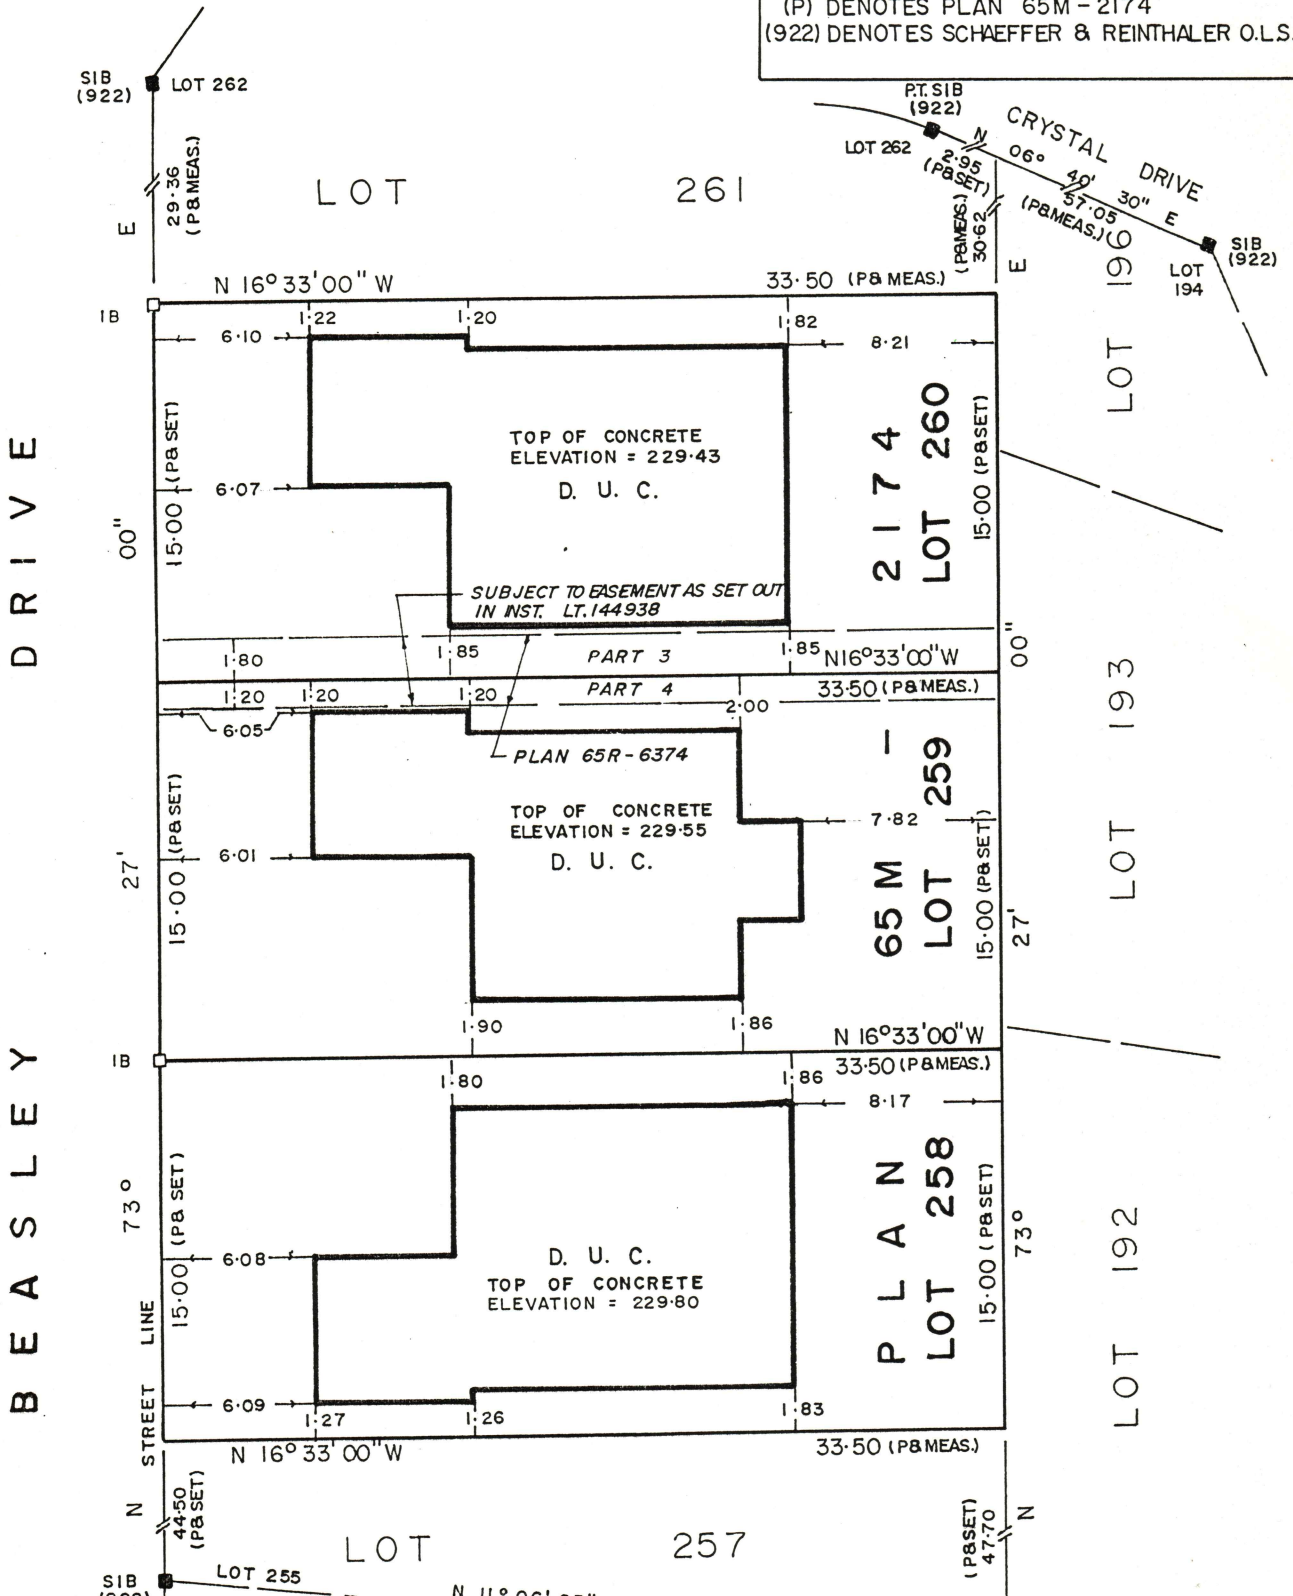 (P) DENOTES PLAN 65M-2174
(922) DENOTES SCHAEFFER & REINTHALER O.L.S.
SIB
(922)
LOT 262
29·36
(P&MEAS.)
E
LOT 261
P.T. SIB
(922)
LOT 262
CRYSTAL DRIVE
N 06° 40' 30" E
2·95
(P&SET)
57·05
(P&MEAS.)
SIB
(922)
LOT
194
(P&MEAS.)
30·62
E
LOT 196
N 16° 33' 00" W
33·50 (P&MEAS.)
IB
1·22
1·20
1·82
6·10
8·21
15·00 (P&SET)
TOP OF CONCRETE
ELEVATION = 229·43
D. U. C.
6·07
2174
LOT 260
15·00 (P&SET)
BEASLEY DRIVE
00"
SUBJECT TO EASEMENT AS SET OUT
IN INST. LT.144938
1·80
1·85
PART 3
1·85
N16°33'00"W
00"
1·20
1·20
1·20
PART 4
33·50 (P&MEAS.)
2·00
6·05
PLAN 65R-6374
TOP OF CONCRETE
ELEVATION = 229·55
D. U. C.
7·82
6·01
15·00 (P&SET)
27'
65M -
LOT 259
15·00 (P&SET)
27'
LOT 193
1·90
1·86
N 16°33'00"W
IB
33·50 (P&MEAS.)
1·80
1·86
8·17
73°
15·00 (P& SET)
6·08
D. U. C.
TOP OF CONCRETE
ELEVATION = 229·80
PLAN
LOT 258
15·00 (P&SET)
73°
LOT 192
STREET LINE
6·09
1·27
1·26
1·83
N 16° 33' 00" W
33·50 (P&MEAS.)
N
44·50
(P&SET)
LOT 257
(P&SET)
47·70
N
SIB
LOT 255